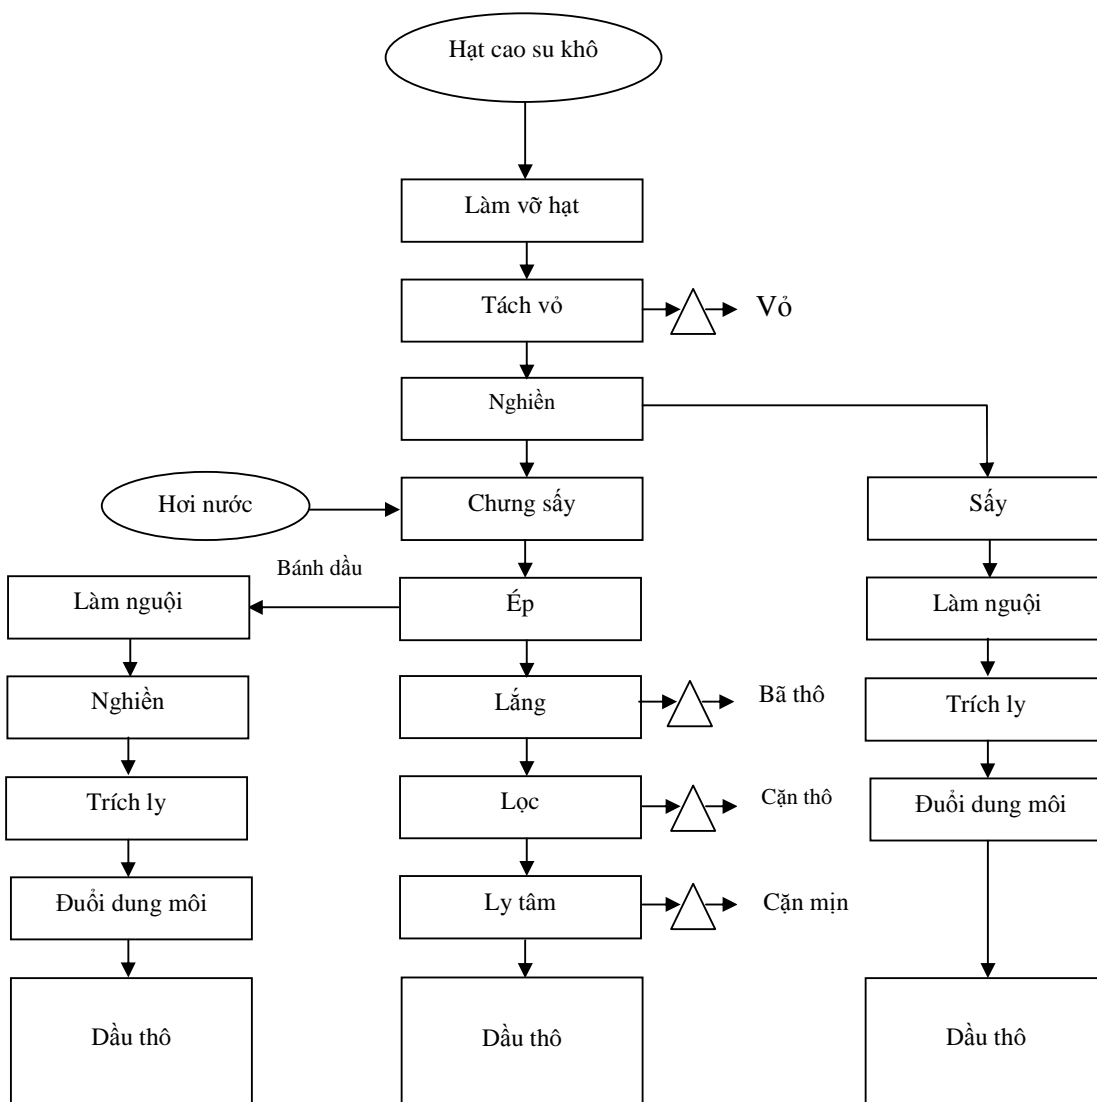 Hạt cao su khô
Làm vỡ hạt
Tách vỏ
Vỏ
Nghiền
Hơi nước
Chưng sấy
Sấy
Bánh dầu
Làm nguội
Ép
Làm nguội
Nghiền
Lắng
Bã thô
Trích ly
Trích ly
Lọc
Cặn thô
Đuổi dung môi
Đuổi dung môi
Ly tâm
Cặn mịn
Dầu thô
Dầu thô
Dầu thô